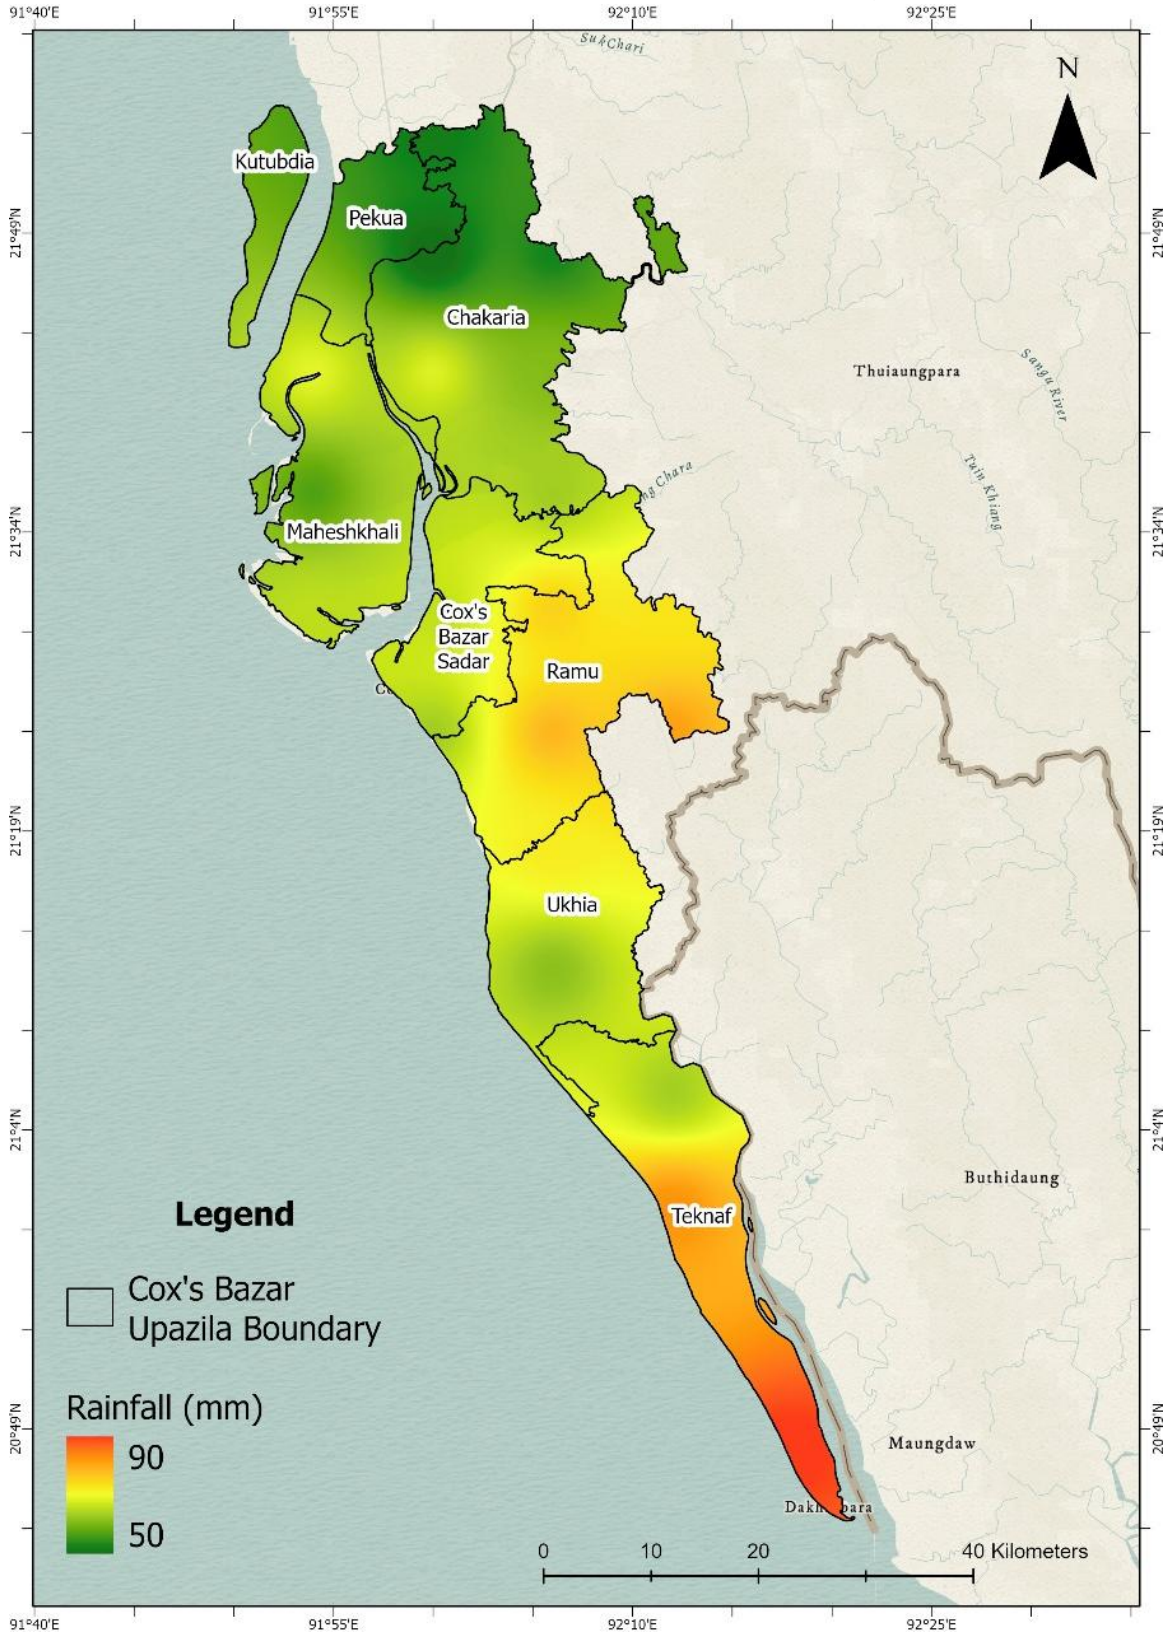 91°40'E 91°55'E 92°10'E 92°25'E
SukChari
N
Kutubdia
Pekua
21°49'N 21°49'N
Chakaria
Thuiaungpara
Sangu River
Tuin Khiang
ng Chara
Maheshkhali
21°34'N 21°34'N
Cox's
Bazar
Sadar
Ramu
21°19'N 21°19'N
Ukhia
21°4'N 21°4'N
Buthidaung
Teknaf
Legend
Cox's Bazar
Upazila Boundary
Rainfall (mm)
90
50
20°49'N 20°49'N
Maungdaw
0 10 20 40 Kilometers
91°40'E 91°55'E 92°10'E 92°25'E